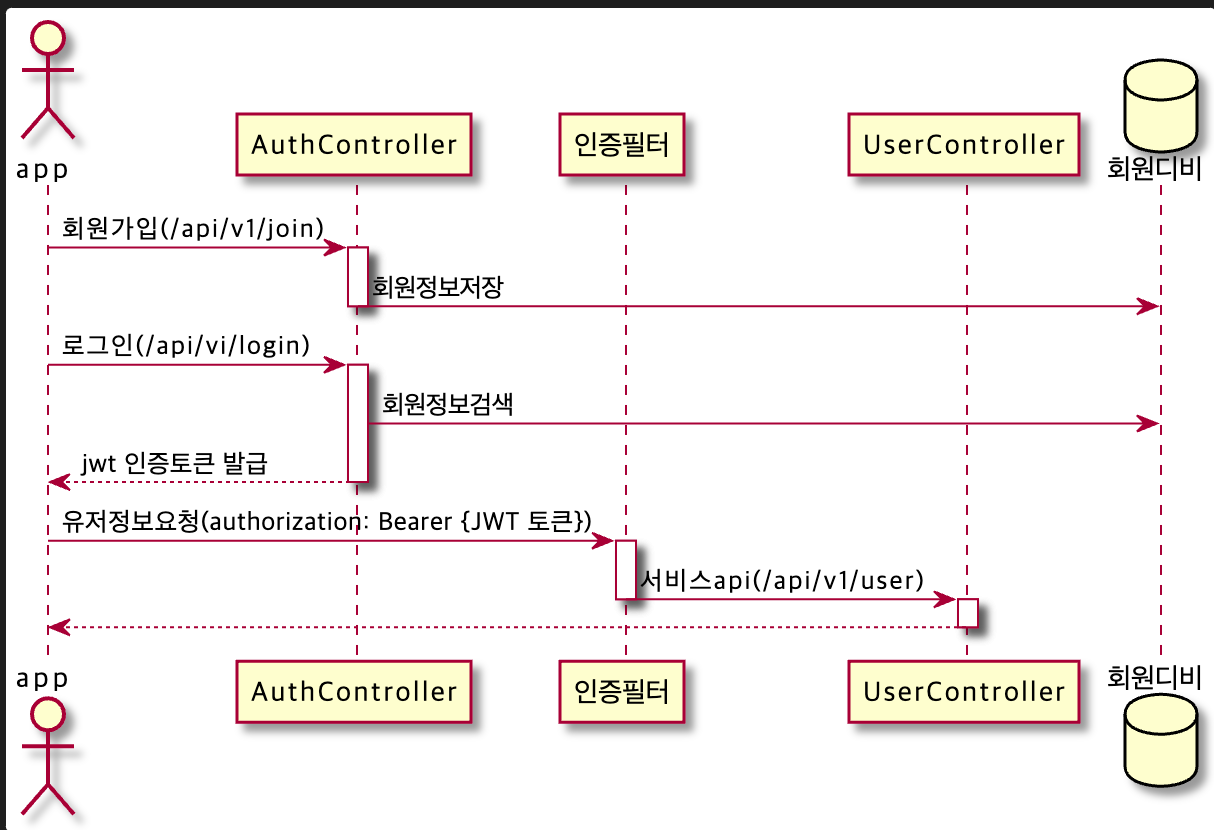 app
AuthController
인증필터
UserController
회원디비
회원가입(/api/v1/join)
회원정보저장
로그인(/api/vi/login)
회원정보검색
jwt 인증토큰 발급
유저정보요청(authorization: Bearer {JWT 토큰})
서비스api(/api/v1/user)
app
AuthController
인증필터
UserController
회원디비